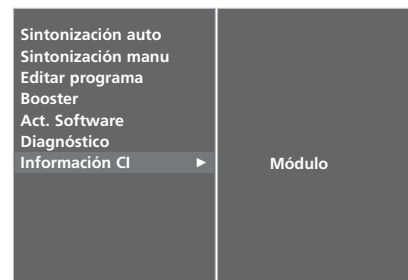 Sintonización auto
Sintonización manu
Editar programa
Booster
Act. Software
Diagnóstico
Información CI ►
Módulo